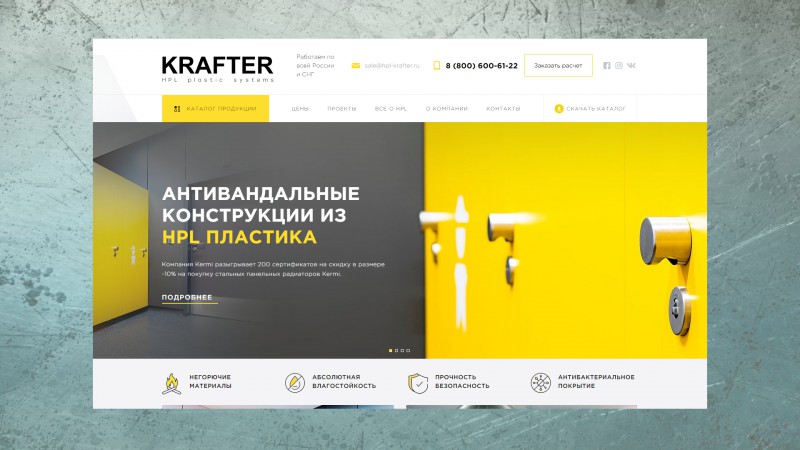 KRAFTER
HPL plastic systems
Работаем по
всей России
и СНГ
sale@hpl-krafter.ru
8 (800) 600-61-22
Заказать расчет
КАТАЛОГ ПРОДУКЦИИ
ЦЕНЫ
ПРОЕКТЫ
ВСЕ О HPL
О КОМПАНИИ
КОНТАКТЫ
СКАЧАТЬ КАТАЛОГ
АНТИВАНДАЛЬНЫЕ
КОНСТРУКЦИИ ИЗ
HPL ПЛАСТИКА
Компания Kermi разыгрывает 200 сертификатов на скидку в размере
-10% на покупку стальных панельных радиаторов Kermi.
ПОДРОБНЕЕ
НЕГОРЮЧИЕ
МАТЕРИАЛЫ
АБСОЛЮТНАЯ
ВЛАГОСТОЙКОСТЬ
ПРОЧНОСТЬ
БЕЗОПАСНОСТЬ
АНТИБАКТЕРИАЛЬНОЕ
ПОКРЫТИЕ